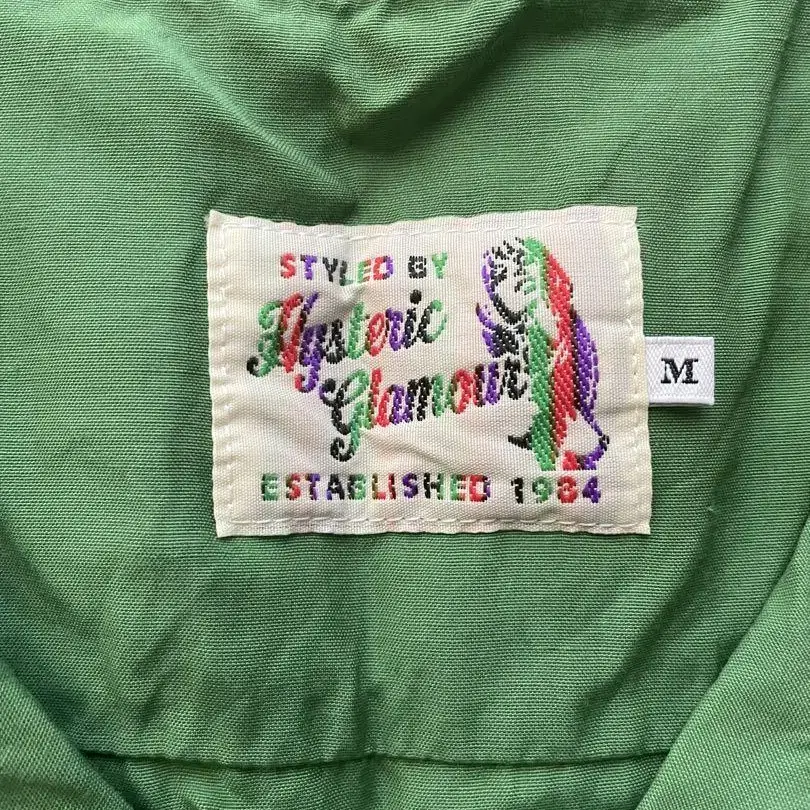 STYLED BY
Hysteric
Glamour
M
ESTABLISHED 1984